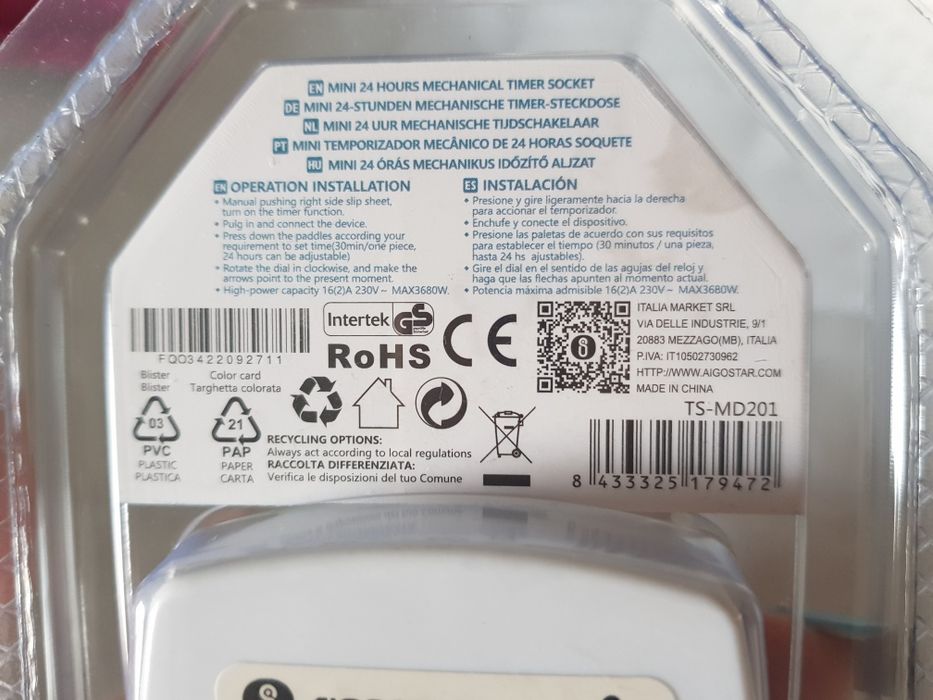 EN MINI 24 HOURS MECHANICAL TIMER SOCKET
DE MINI 24-STUNDEN MECHANISCHE TIMER-STECKDOSE
NL MINI 24 UUR MECHANISCHE TIJDSCHAKELAAR
PT MINI TEMPORIZADOR MECÂNICO DE 24 HORAS SOQUETE
HU MINI 24 ÓRÁS MECHANIKUS IDŐZÍTŐ ALJZAT
EN OPERATION INSTALLATION
• Manual pushing right side slip sheet,
turn on the timer function.
• Pulg in and connect the device.
• Press down the paddles according your
requirement to set time(30min/one piece,
24 hours can be adjustable)
• Rotate the dial in clockwise, and make the
arrows point to the present moment.
• High-power capacity 16(2)A 230V~ MAX3680W.
ES INSTALACIÓN
• Presione y gire ligeramente hacia la derecha
para accionar el temporizador.
• Enchufe y conecte el dispositivo.
• Presione las paletas de acuerdo con sus requisitos
para establecer el tiempo (30 minutos / una pieza,
hasta 24 hs ajustables).
• Gire el dial en el sentido de las agujas del reloj y
haga que las flechas apunten al momento actual.
• Potencia máxima admisible 16(2)A 230V~ MAX3680W.
FQO3422092711
Intertek GS
RoHS CE
ITALIA MARKET SRL
VIA DELLE INDUSTRIE, 9/1
20883 MEZZAGO(MB), ITALIA
P.IVA: IT10502730962
HTTP://WWW.AIGOSTAR.COM
MADE IN CHINA
Blister
Blister
03
PVC
PLASTIC
PLASTICA
Color card
Targhetta colorata
21
PAP
PAPER
CARTA
RECYCLING OPTIONS:
Always act according to local regulations
RACCOLTA DIFFERENZIATA:
Verifica le disposizioni del tuo Comune
TS-MD201
8 433325 179472